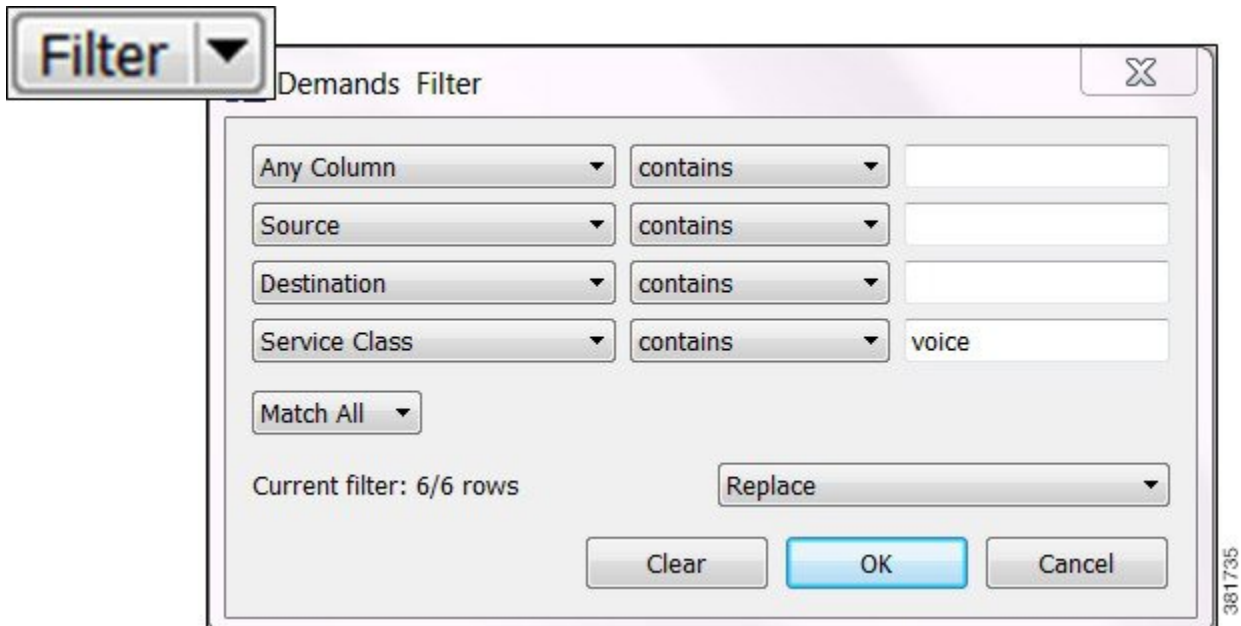 Filter
Demands Filter
Any Column contains
Source contains
Destination contains
Service Class contains voice
Match All
Current filter: 6/6 rows Replace
Clear OK Cancel
381735